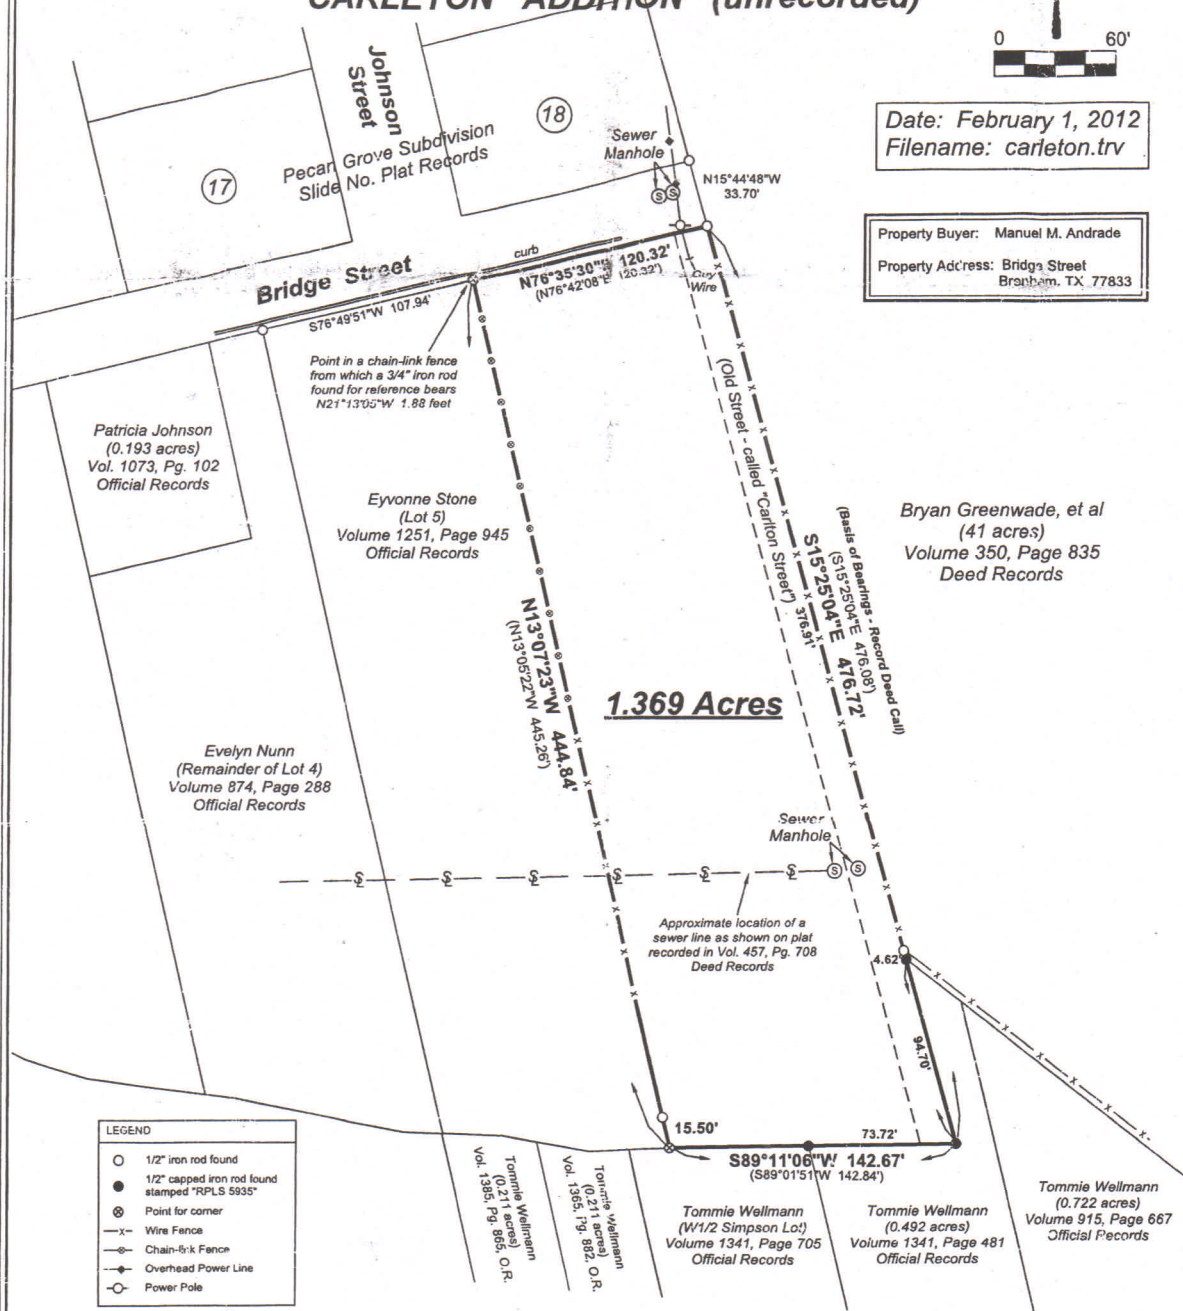 CARLETON ADDITION (unrecorded)
0 60'
Date: February 1, 2012
Filename: carleton.trv
Property Buyer: Manuel M. Andrade
Property Address: Bridge Street
Brenham, TX 77833
Johnson
Street
17
18
Pecan Grove Subdivision
Slide No. Plat Records
Sewer
Manhole
S S
N15°44'48"W
33.70'
curb
Bridge Street
N76°35'30"E 120.32'
(N76°42'08"E 120.32')
Guy
Wire
S76°49'51"W 107.94'
Point in a chain-link fence
from which a 3/4" iron rod
found for reference bears
N21°13'05"W 1.88 feet
Patricia Johnson
(0.193 acres)
Vol. 1073, Pg. 102
Official Records
Eyvonne Stone
(Lot 5)
Volume 1251, Page 945
Official Records
(Old Street - called "Carlton Street")
376.91'
S15°25'04"E 476.72'
(S15°25'04"E 476.08')
(Basis of Bearings - Record Deed Call)
Bryan Greenwade, et al
(41 acres)
Volume 350, Page 835
Deed Records
N13°07'23"W 444.84'
(N13°05'22"W 445.26')
1.369 Acres
Evelyn Nunn
(Remainder of Lot 4)
Volume 874, Page 288
Official Records
Sewer
Manhole
S S
Approximate location of a
sewer line as shown on plat
recorded in Vol. 457, Pg. 708
Deed Records
4.62'
94.70'
15.50'
73.72'
S89°11'06"W 142.67'
(S89°01'51"W 142.84')
Tommie Wellmann
(0.211 acres)
Vol. 1385, Pg. 865, O.R.
Tommie Wellmann
(0.211 acres)
Vol. 1365, Pg. 882, O.R.
Tommie Wellmann
(W1/2 Simpson Lot)
Volume 1341, Page 705
Official Records
Tommie Wellmann
(0.492 acres)
Volume 1341, Page 481
Official Records
Tommie Wellmann
(0.722 acres)
Volume 915, Page 667
Official Records
LEGEND
1/2" iron rod found
1/2" capped iron rod found
stamped "RPLS 5935"
Point for corner
Wire Fence
Chain-link Fence
Overhead Power Line
Power Pole